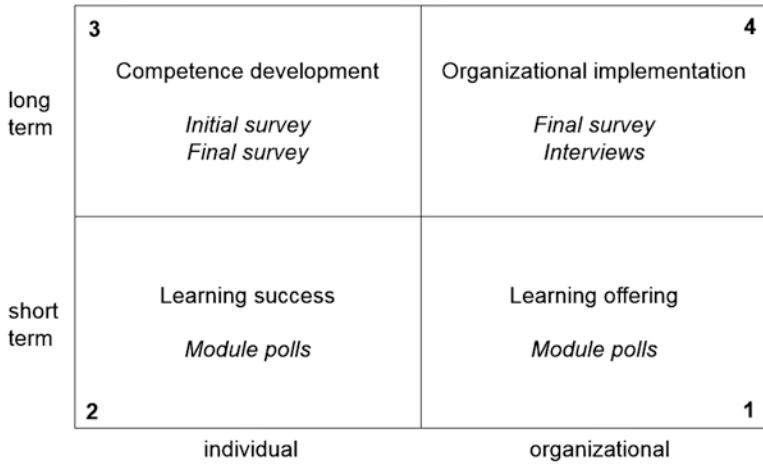 3
4
Competence development
Organizational implementation
long
term
Initial survey
Final survey
Final survey
Interviews
Learning success
Learning offering
short
term
Module polls
Module polls
2
1
individual
organizational